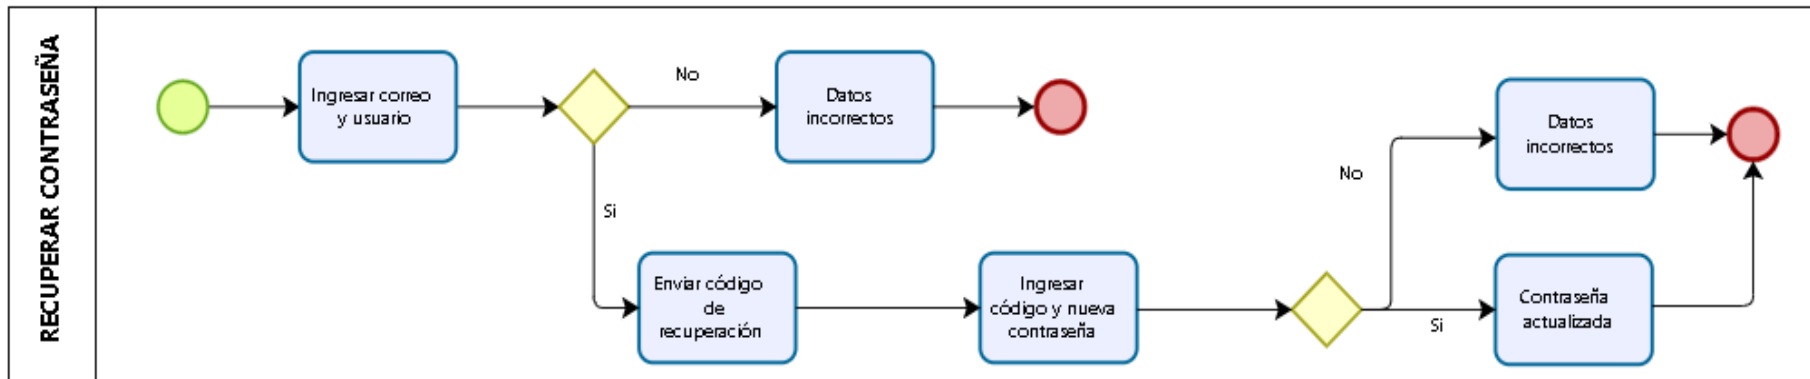 RECUPERAR CONTRASEÑA
Ingresar correo
y usuario
No
Datos
incorrectos
Si
Enviar código
de
recuperación
Ingresar
código y nueva
contraseña
No
Datos
incorrectos
Si
Contraseña
actualizada